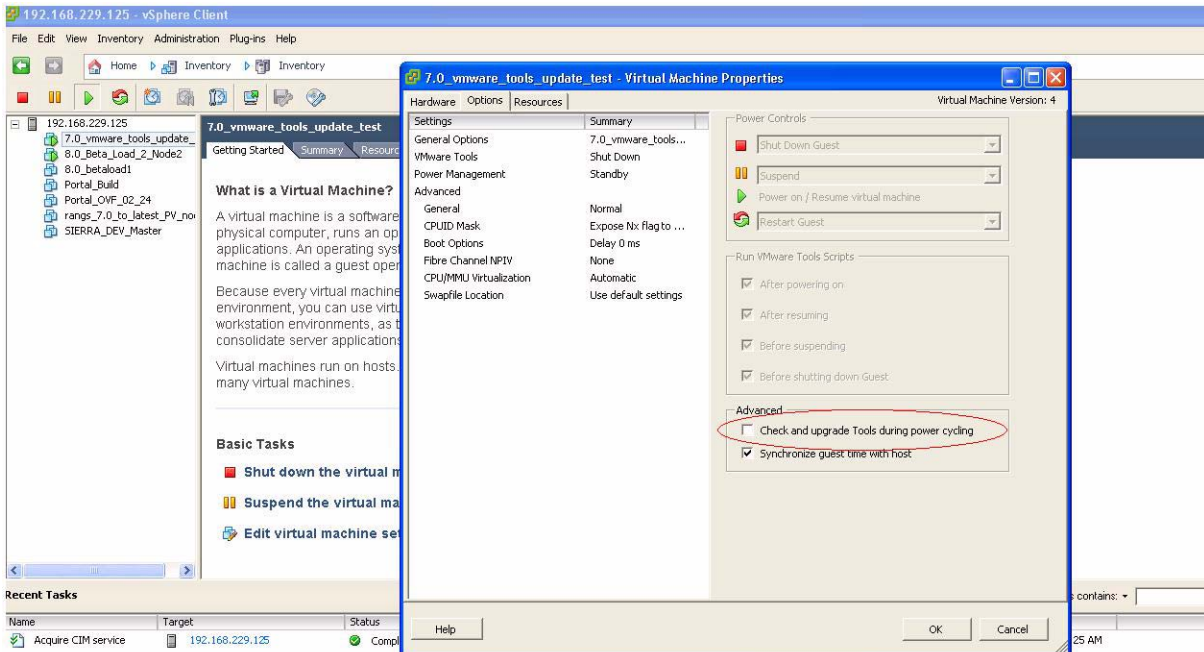 192.168.229.125 - vSphere Client
File Edit View Inventory Administration Plug-ins Help
Home Inventory Inventory
192.168.229.125
7.0_vmware_tools_update_
8.0_Beta_Load_2_Node2
8.0_betaload1
Portal_Build
Portal_OVF_02_24
rangs_7.0_to_latest_PV_no
SIERRA_DEV_Master
7.0_vmware_tools_update_test
Getting Started Summary Resourc
What is a Virtual Machine?
A virtual machine is a software
physical computer, runs an op
applications. An operating syst
machine is called a guest oper
Because every virtual machine
environment, you can use virtu
workstation environments, as t
consolidate server applications
Virtual machines run on hosts.
many virtual machines.
Basic Tasks
Shut down the virtual m
Suspend the virtual ma
Edit virtual machine set
7.0_vmware_tools_update_test - Virtual Machine Properties
Hardware Options Resources
Virtual Machine Version: 4
Settings Summary
General Options 7.0_vmware_tools...
VMware Tools Shut Down
Power Management Standby
Advanced
General Normal
CPUID Mask Expose Nx flag to ...
Boot Options Delay 0 ms
Fibre Channel NPIV None
CPU/MMU Virtualization Automatic
Swapfile Location Use default settings
Power Controls
Shut Down Guest
Suspend
Power on / Resume virtual machine
Restart Guest
Run VMware Tools Scripts
After powering on
After resuming
Before suspending
Before shutting down Guest
Advanced
Check and upgrade Tools during power cycling
Synchronize guest time with host
Help OK Cancel
Recent Tasks
contains:
Name Target Status
Acquire CIM service 192.168.229.125 Compl
25 AM